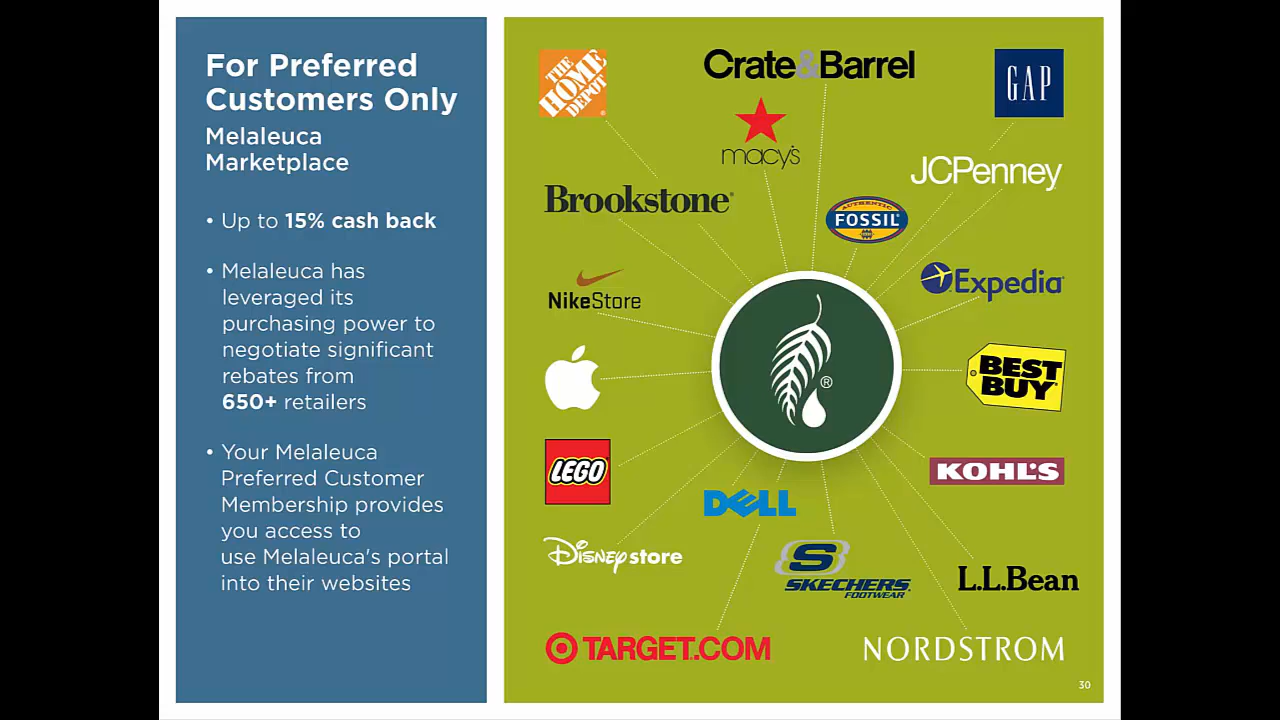 For Preferred
Customers Only
Melaleuca
Marketplace
• Up to 15% cash back
• Melaleuca has
leveraged its
purchasing power to
negotiate significant
rebates from
650+ retailers
• Your Melaleuca
Preferred Customer
Membership provides
you access to
use Melaleuca's portal
into their websites
THE
HOME
DEPOT
®
Crate&Barrel
GAP
macy's
JCPenney
Brookstone®
AUTHENTIC
FOSSIL
NikeStore
Expedia
®
BEST
BUY
LEGO
KOHL'S
DELL
Disney store
S
SKECHERS
FOOTWEAR
L.L.Bean
TARGET.COM
NORDSTROM
30